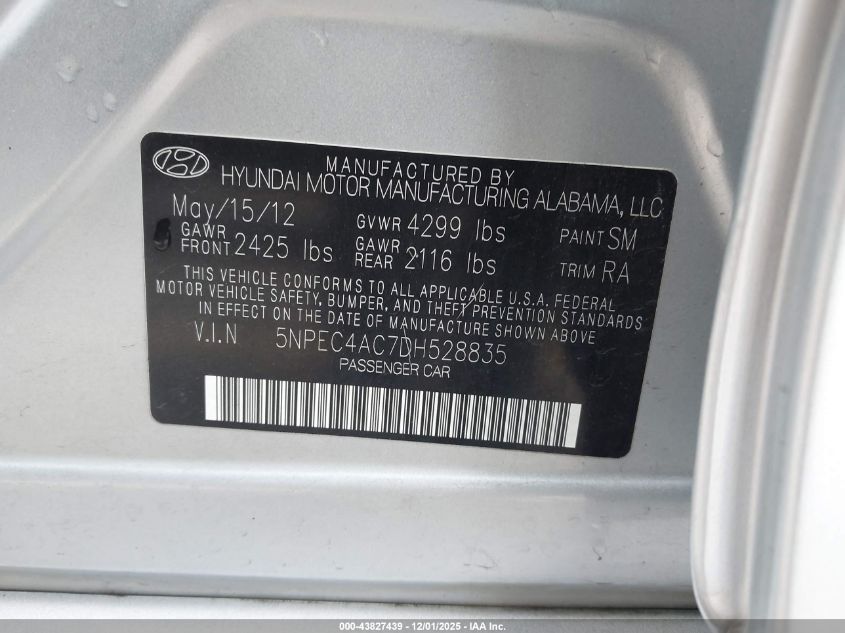 MANUFACTURED BY
HYUNDAI MOTOR MANUFACTURING ALABAMA, LLC
May/15/12 GVWR 4299 lbs PAINT SM
GAWR FRONT 2425 lbs GAWR REAR 2116 lbs TRIM RA
THIS VEHICLE CONFORMS TO ALL APPLICABLE U.S.A. FEDERAL
MOTOR VEHICLE SAFETY, BUMPER, AND THEFT PREVENTION STANDARDS
IN EFFECT ON THE DATE OF MANUFACTURE SHOWN ABOVE
V.I.N 5NPEC4AC7DH528835
PASSENGER CAR
000-43827439 - 12/01/2025 - IAA Inc.